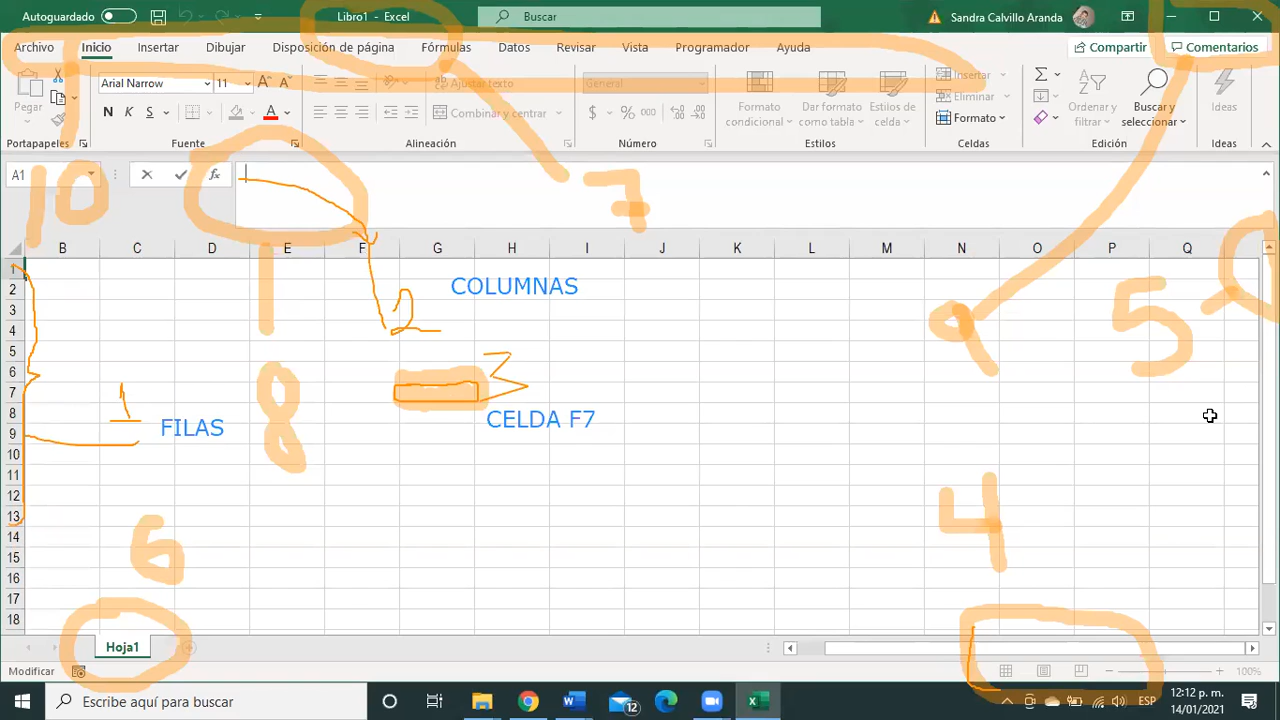 Autoguardado Libro1 - Excel Buscar Sandra Calvillo Aranda
Archivo Inicio Insertar Dibujar Disposición de página Fórmulas Datos Revisar Vista Programador Ayuda Compartir Comentarios
Pegar Arial Narrow 11 A A Ajustar texto General Formato condicional Dar formato como tabla Estilos de celda Insertar Eliminar Formato Ordenar y filtrar Buscar y seleccionar Ideas
N K S A Combinar y centrar $ % 000
Portapapeles Fuente Alineación Número Estilos Celdas Edición Ideas
A1 fx
10 7
B C D E F G H I J K L M N O P Q
1
2 COLUMNAS
3
4
5
6
7
8 CELDA F7
9 FILAS
10
11
12
13
14
15
16
17
18
1 2 3 8 9 5 4 6
Hoja1
Modificar 100%
Escribe aquí para buscar 12 ESP 12:12 p. m.
14/01/2021